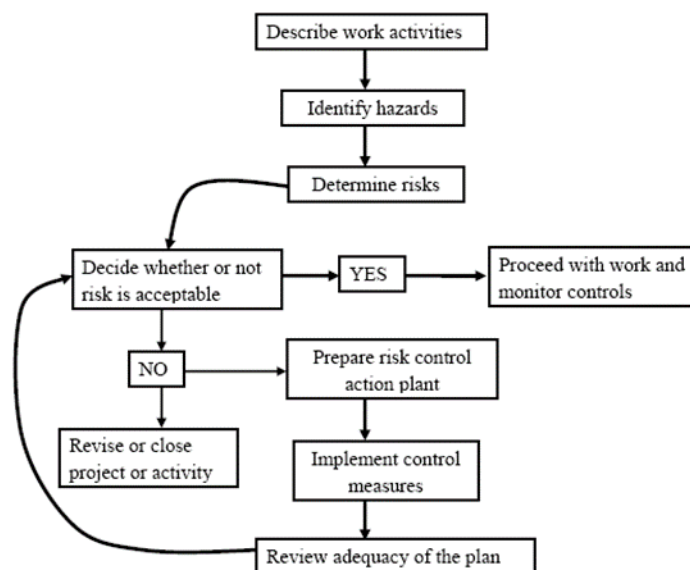 Describe work activities
Identify hazards
Determine risks
Decide whether or not
risk is acceptable
YES
Proceed with work and
monitor controls
NO
Prepare risk control
action plant
Revise or close
project or activity
Implement control
measures
Review adequacy of the plan